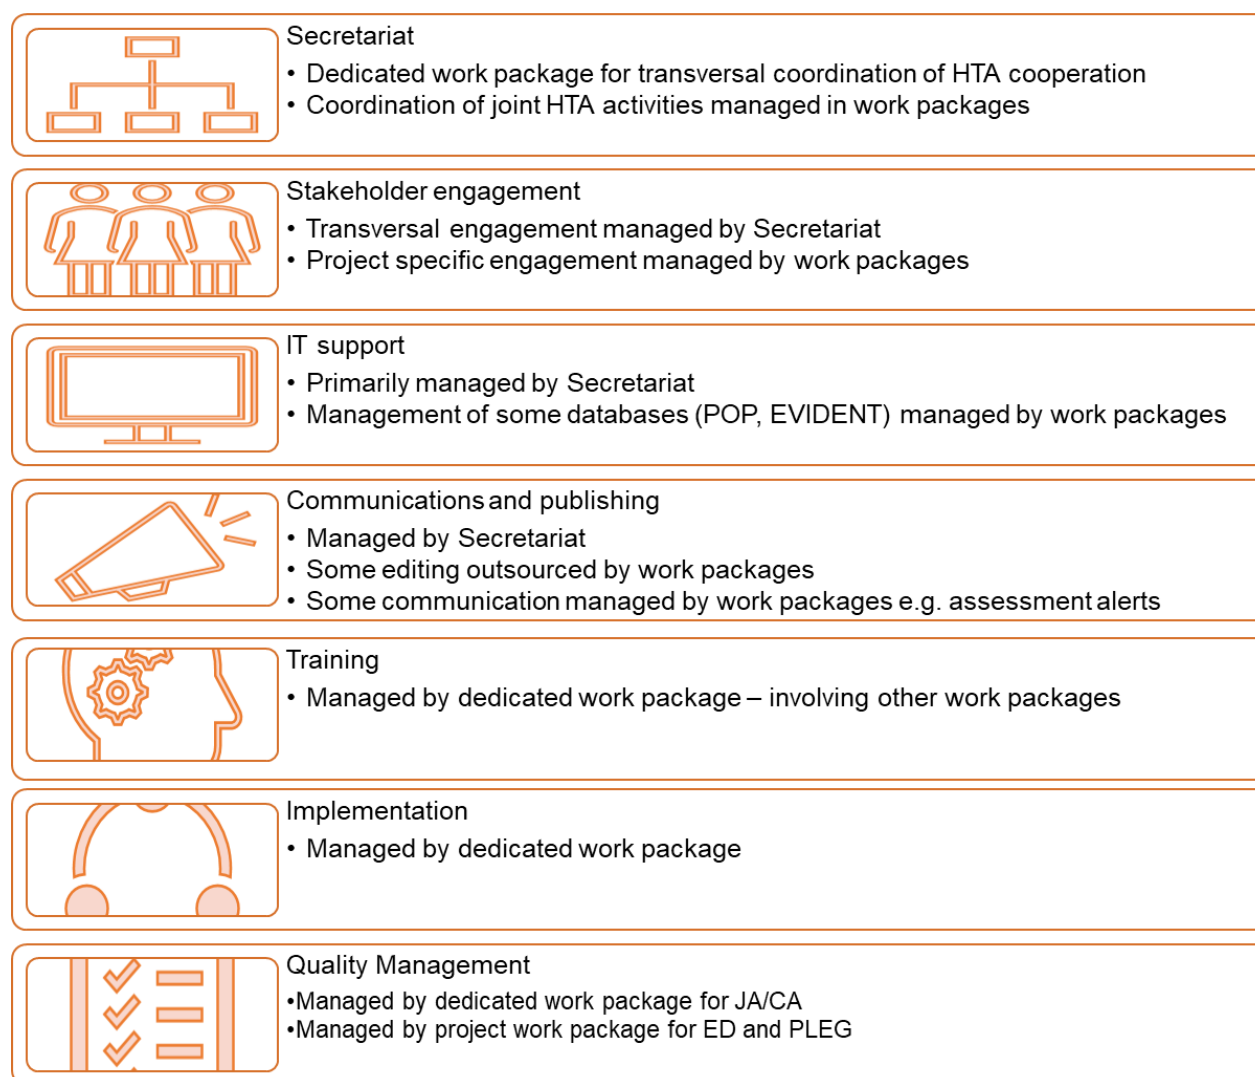 Secretariat
• Dedicated work package for transversal coordination of HTA cooperation
• Coordination of joint HTA activities managed in work packages
Stakeholder engagement
• Transversal engagement managed by Secretariat
• Project specific engagement managed by work packages
IT support
• Primarily managed by Secretariat
• Management of some databases (POP, EVIDENT) managed by work packages
Communications and publishing
• Managed by Secretariat
• Some editing outsourced by work packages
• Some communication managed by work packages e.g. assessment alerts
Training
• Managed by dedicated work package – involving other work packages
Implementation
• Managed by dedicated work package
Quality Management
•Managed by dedicated work package for JA/CA
•Managed by project work package for ED and PLEG